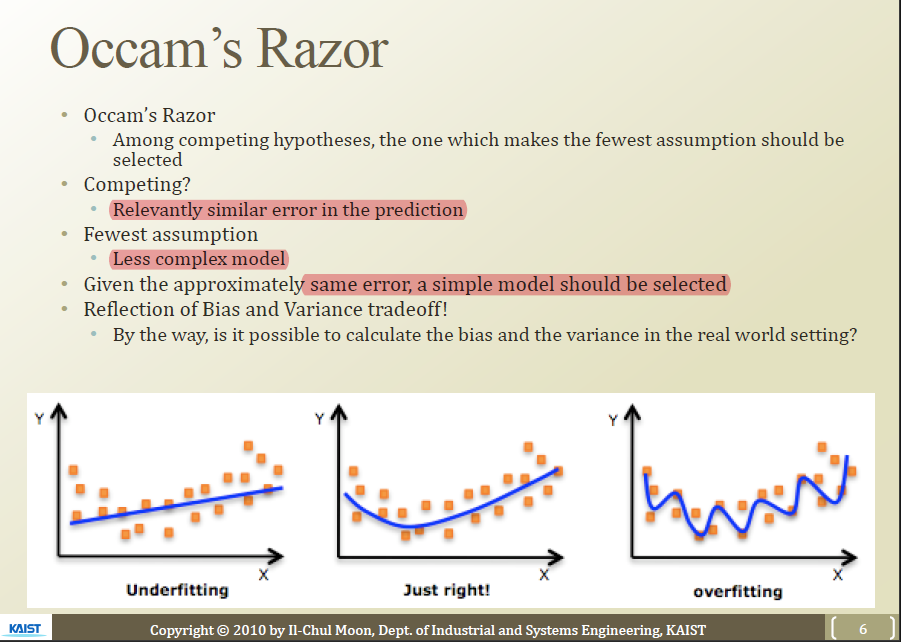 Occam's Razor
• Occam's Razor
• Among competing hypotheses, the one which makes the fewest assumption should be
selected
• Competing?
• Relevantly similar error in the prediction
• Fewest assumption
• Less complex model
• Given the approximately same error, a simple model should be selected
• Reflection of Bias and Variance tradeoff!
• By the way, is it possible to calculate the bias and the variance in the real world setting?
Y
X
Underfitting
Y
X
Just right!
Y
X
overfitting
KAIST
Copyright © 2010 by Il-Chul Moon, Dept. of Industrial and Systems Engineering, KAIST
6